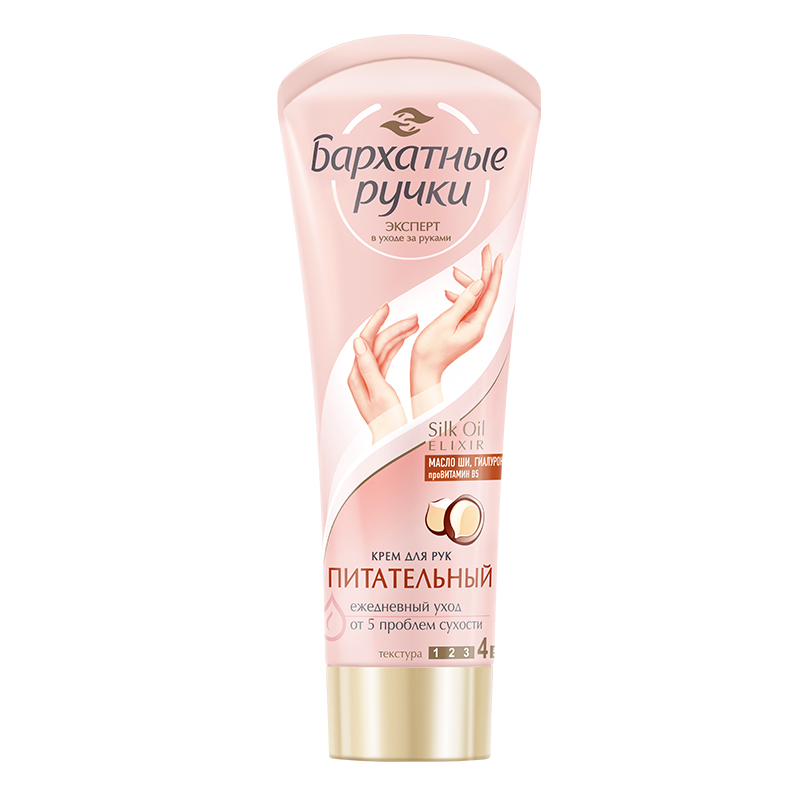 Бархатные
ручки
ЭКСПЕРТ
в уходе за руками
Silk Oil
ELIXIR
МАСЛО ШИ, ГИАЛУРОН
проВИТАМИН B5
КРЕМ ДЛЯ РУК
ПИТАТЕЛЬНЫЙ
ежедневный уход
от 5 проблем сухости
текстура 1 2 3 4